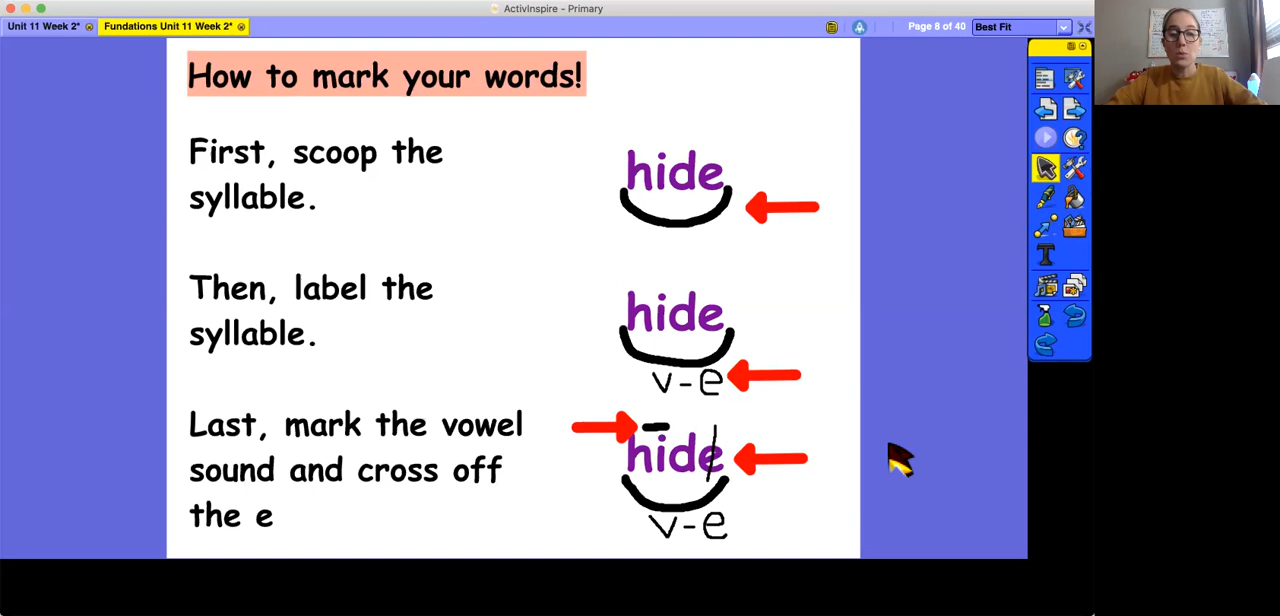 ActivInspire - Primary
Unit 11 Week 2*
Fundations Unit 11 Week 2*
Page 8 of 40
Best Fit
How to mark your words!
First, scoop the
syllable.
hide
Then, label the
syllable.
hide
v-e
Last, mark the vowel
sound and cross off
the e
hide
v-e
T